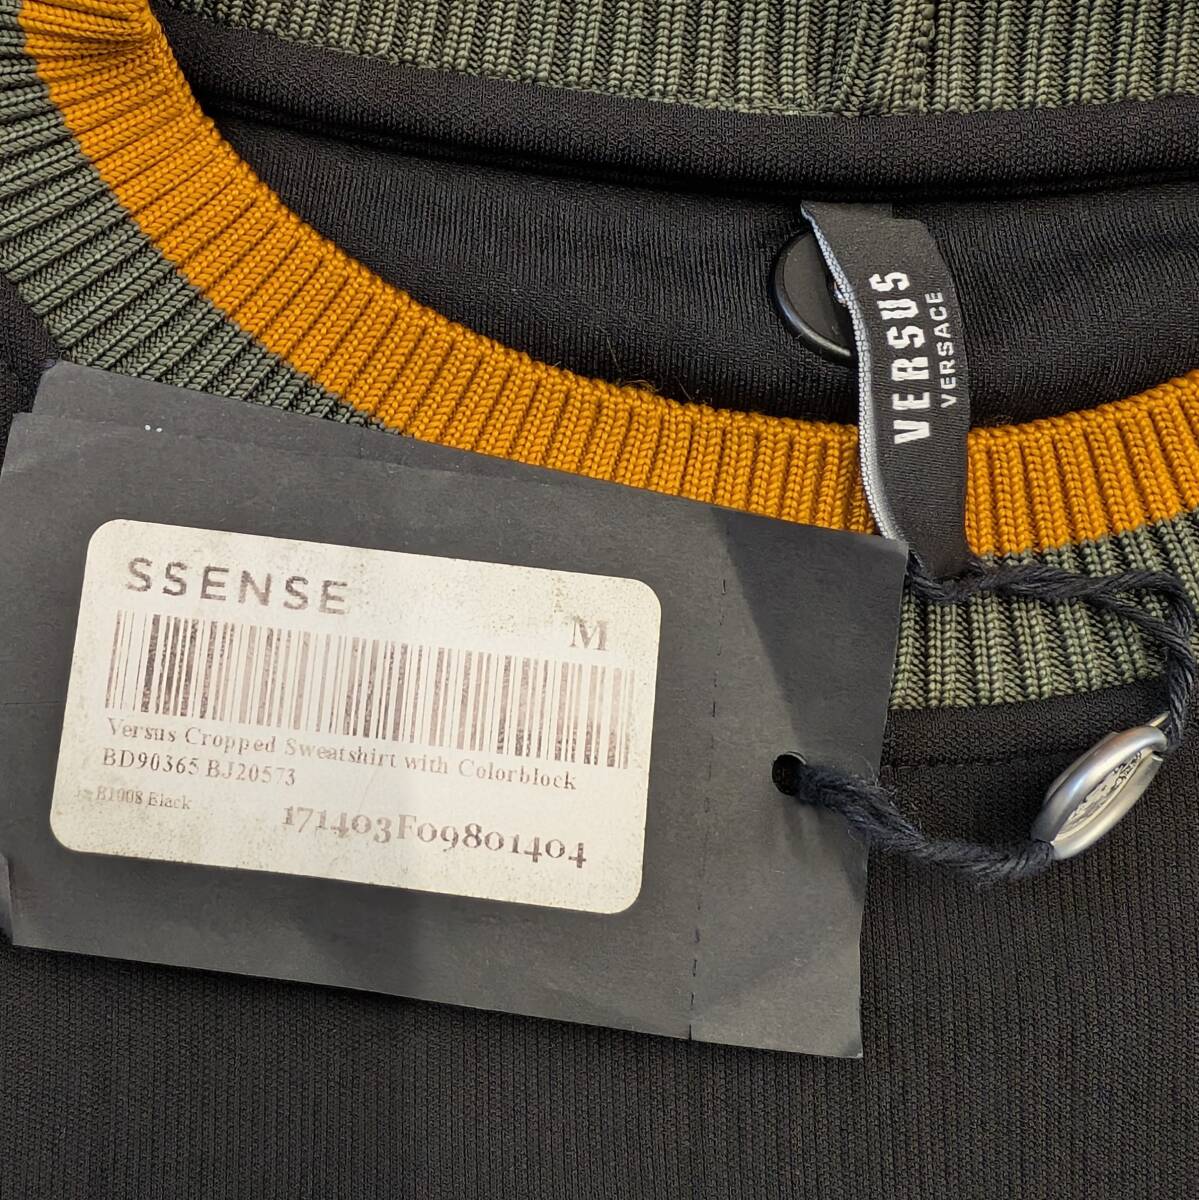 VERSUS
VERSACE
SSENSE
M
Versus Cropped Sweatshirt with Colorblock
BD90365 BJ20573
B1008 Black
171403F09801404